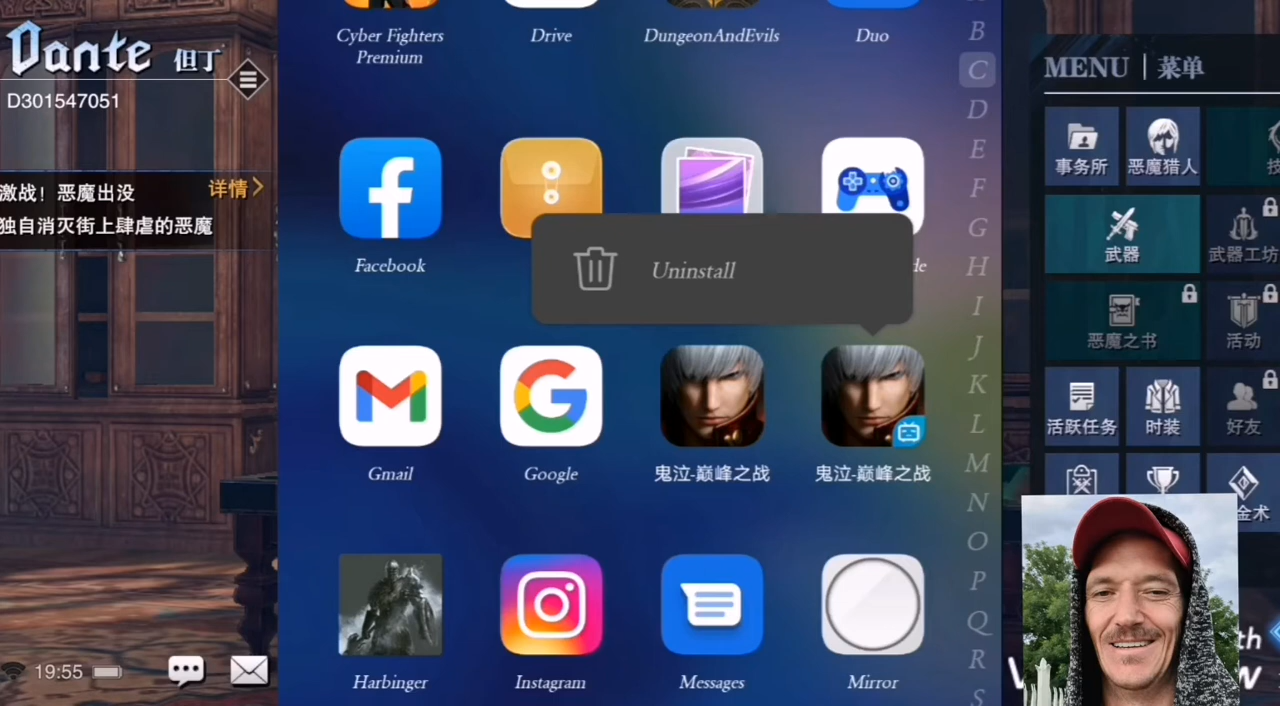 Dante 但丁
D301547051
激战！恶魔出没
详情
独自消灭街上肆虐的恶魔
19:55
Cyber Fighters
Premium
Drive
DungeonAndEvils
Duo
Facebook
Uninstall
de
Gmail
Google
鬼泣-巅峰之战
鬼泣-巅峰之战
Harbinger
Instagram
Messages
Mirror
B
C
D
E
F
G
H
I
J
K
L
M
N
O
P
Q
R
S
MENU
菜单
事务所
恶魔猎人
武器
武器工坊
恶魔之书
活动
活跃任务
时装
好友
金术
th
V
w